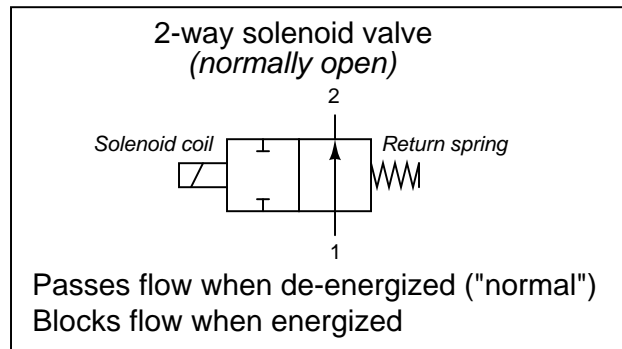 2-way solenoid valve
(normally open)
2
Solenoid coil
Return spring
1
Passes flow when de-energized ("normal")
Blocks flow when energized